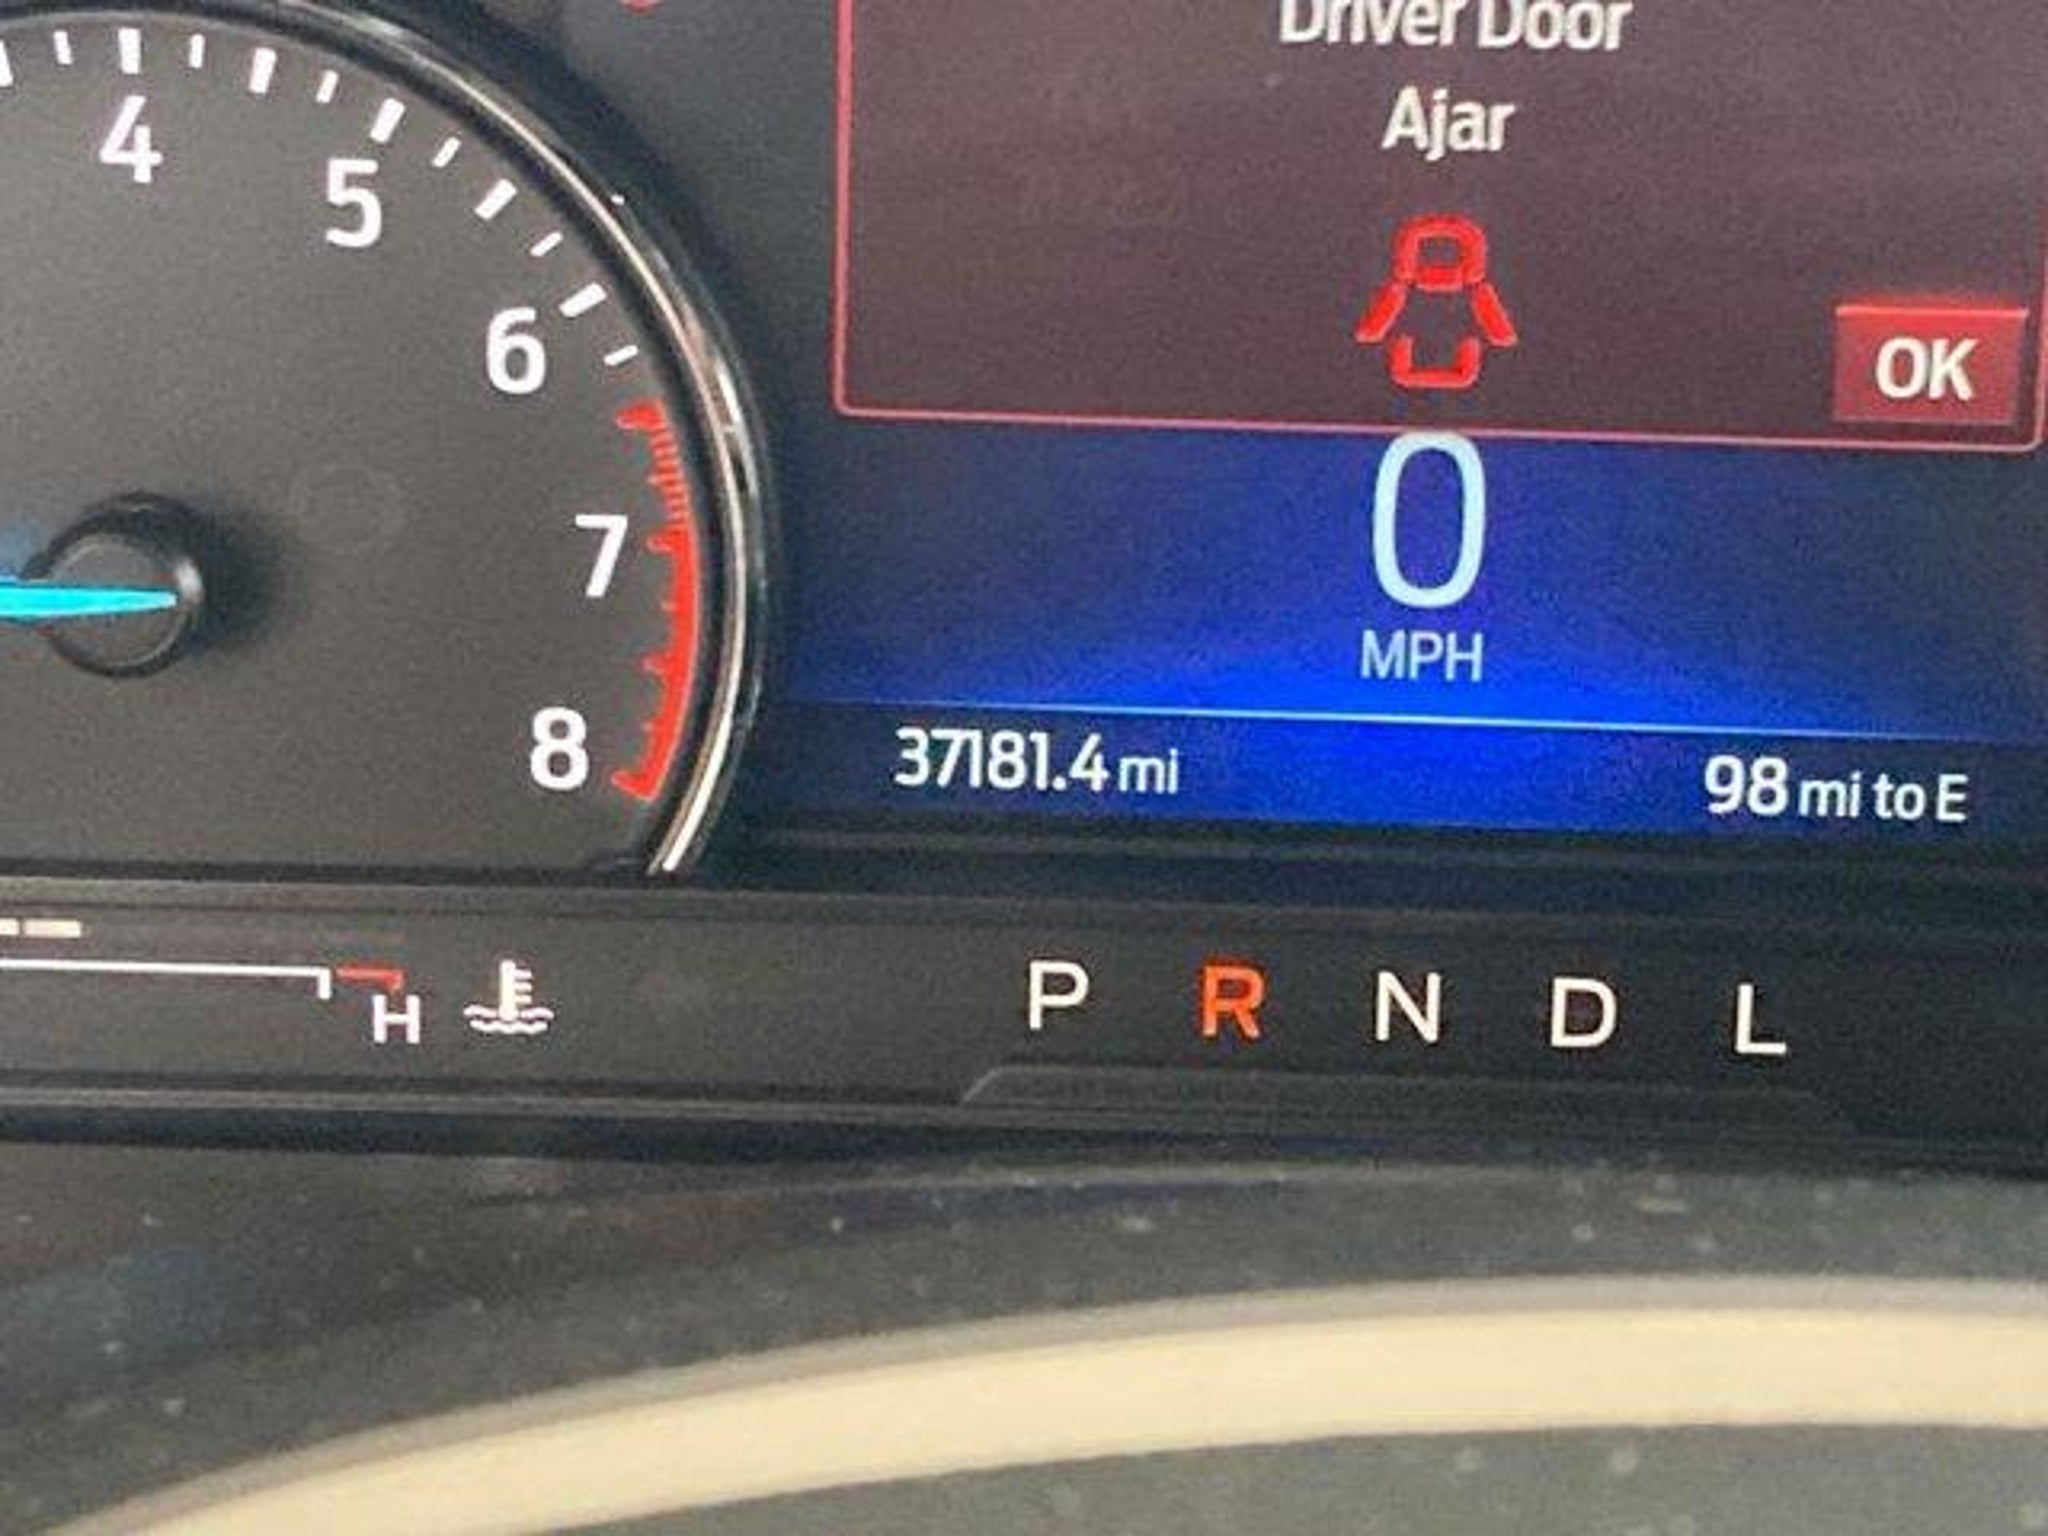 Driver Door
Ajar
4
5
6
7
8
OK
0
MPH
37181.4 mi
98 mi to E
H
P R N D L